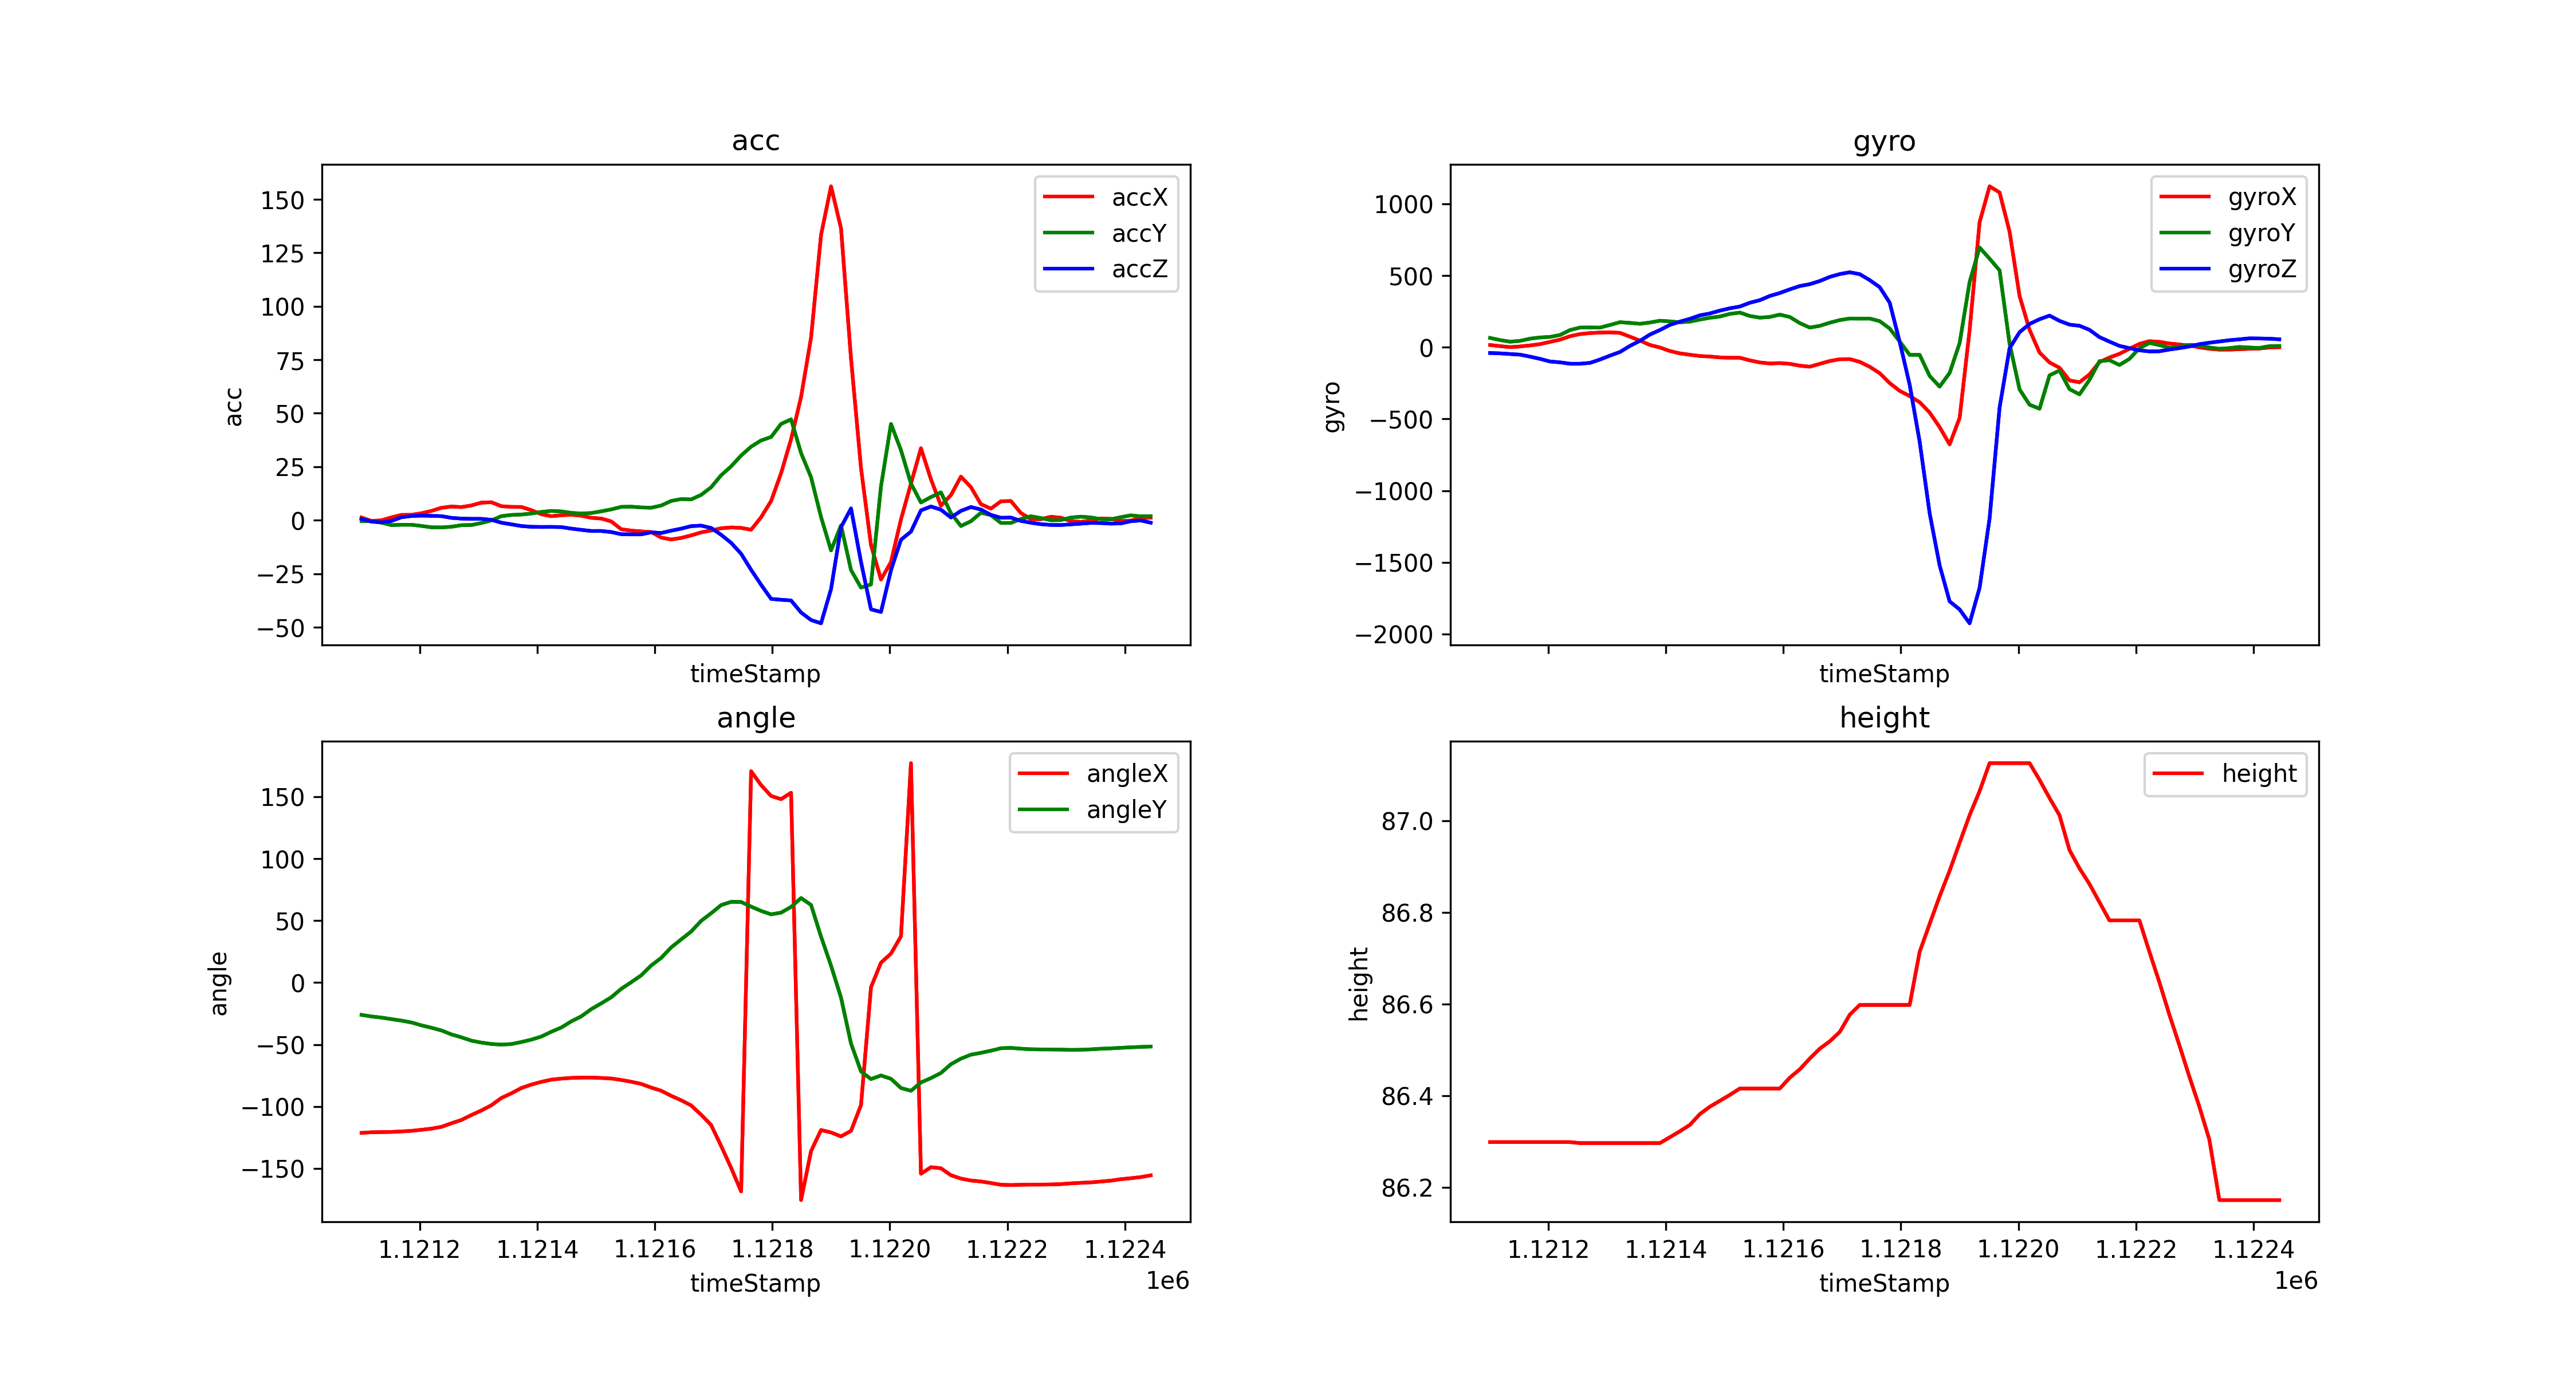 acc
150
125
100
75
50
25
0
−25
−50
acc
accX
accY
accZ
timeStamp
gyro
1000
500
0
−500
−1000
−1500
−2000
gyro
gyroX
gyroY
gyroZ
timeStamp
angle
150
100
50
0
−50
−100
−150
angle
angleX
angleY
1.1212 1.1214 1.1216 1.1218 1.1220 1.1222 1.1224
timeStamp
1e6
height
87.0
86.8
86.6
86.4
86.2
height
height
1.1212 1.1214 1.1216 1.1218 1.1220 1.1222 1.1224
timeStamp
1e6